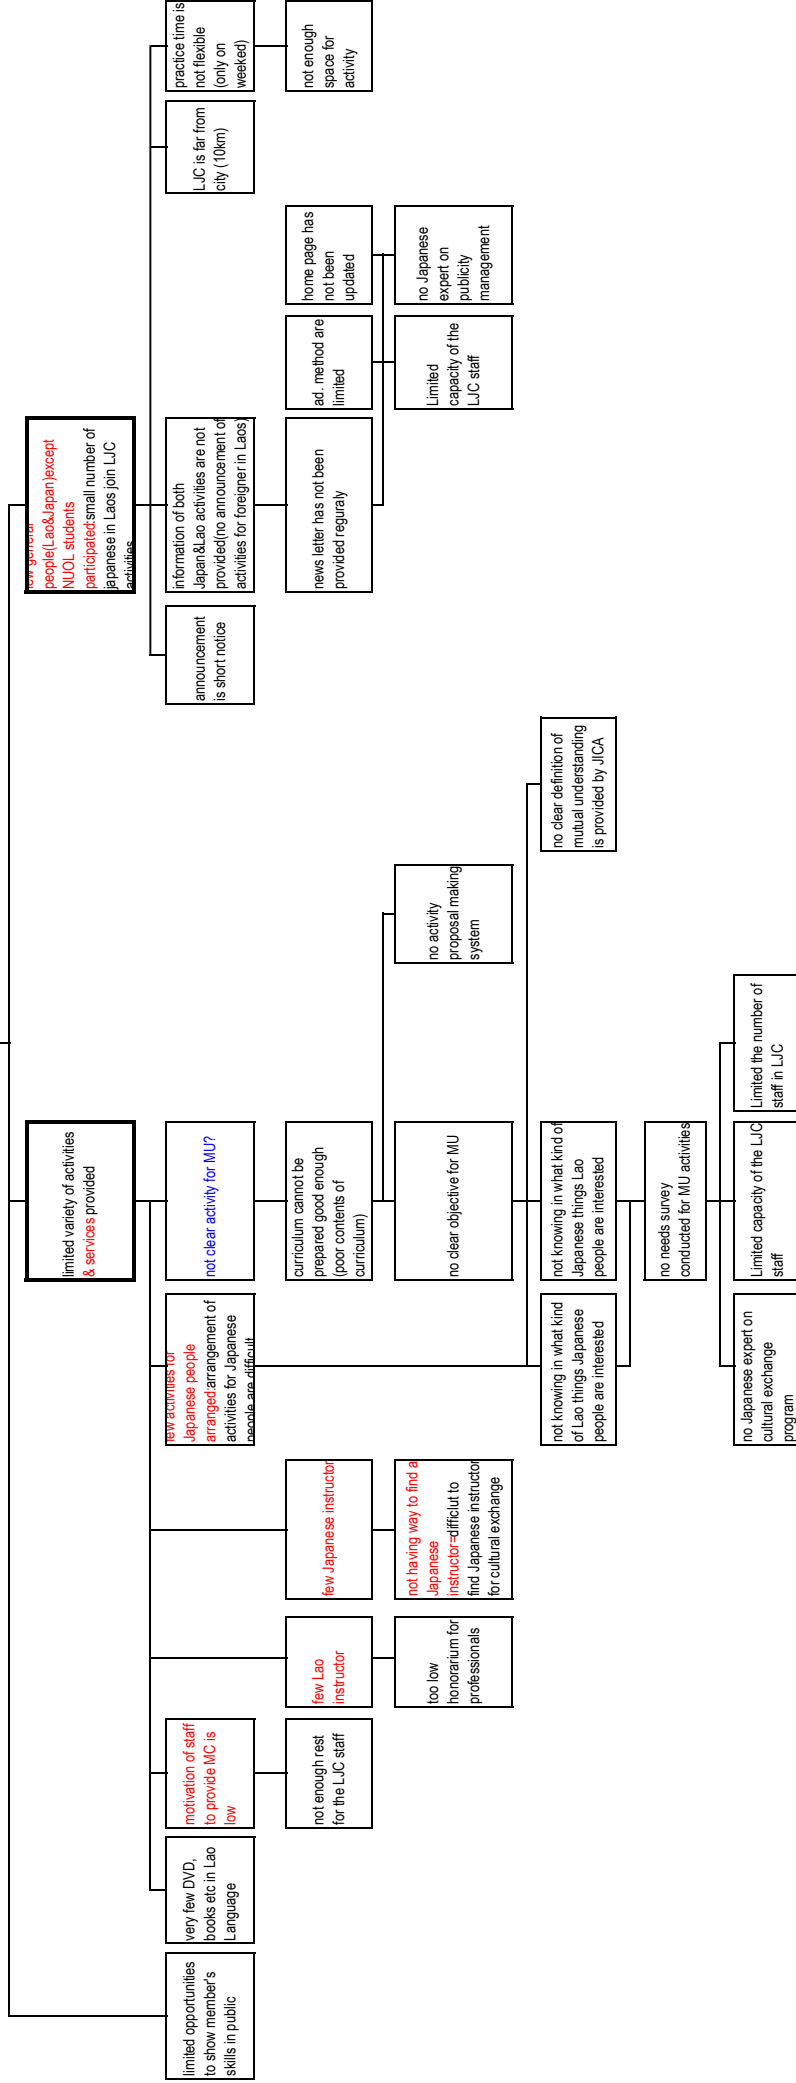 few general
people(Lao&Japan)except
NUOL students
participated:small number of
japanese in Laos join LJC
activities
limited variety of activities
& services provided
practice time is
not flexible
(only on
weeked)
LJC is far from
city (10km)
information of both
Japan&Lao activities are not
provided(no announcement of
activities for foreigner in Laos)
announcement
is short notice
not clear activity for MU?
few activities for
Japanese people
arranged:arrangement of
activities for Japanese
people are difficult
motivation of staff
to provide MC is
low
very few DVD,
books etc in Lao
Language
limited opportunities
to show member's
skills in public
not enough
space for
activity
home page has
not been
updated
ad. method are
limited
news letter has not been
provided reguraly
curriculum cannot be
prepared good enough
(poor contents of
curriculum)
few Japanese instructor
few Lao
instructor
not enough rest
for the LJC staff
no Japanese
expert on
publicity
management
Limited
capacity of the
LJC staff
no activity
proposal making
system
no clear objective for MU
not having way to find a
Japanese
instructor=difficlut to
find Japanese instructor
for cultural exchange
too low
honorarium for
professionals
no clear definition of
mutual understanding
is provided by JICA
not knowing in what kind of
Japanese things Lao
people are interested
not knowing in what kind
of Lao things Japanese
people are interested
no needs survey
conducted for MU activities
Limited the number of
staff in LJC
Limited capacity of the LJC
staff
no Japanese expert on
cultural exchange
program